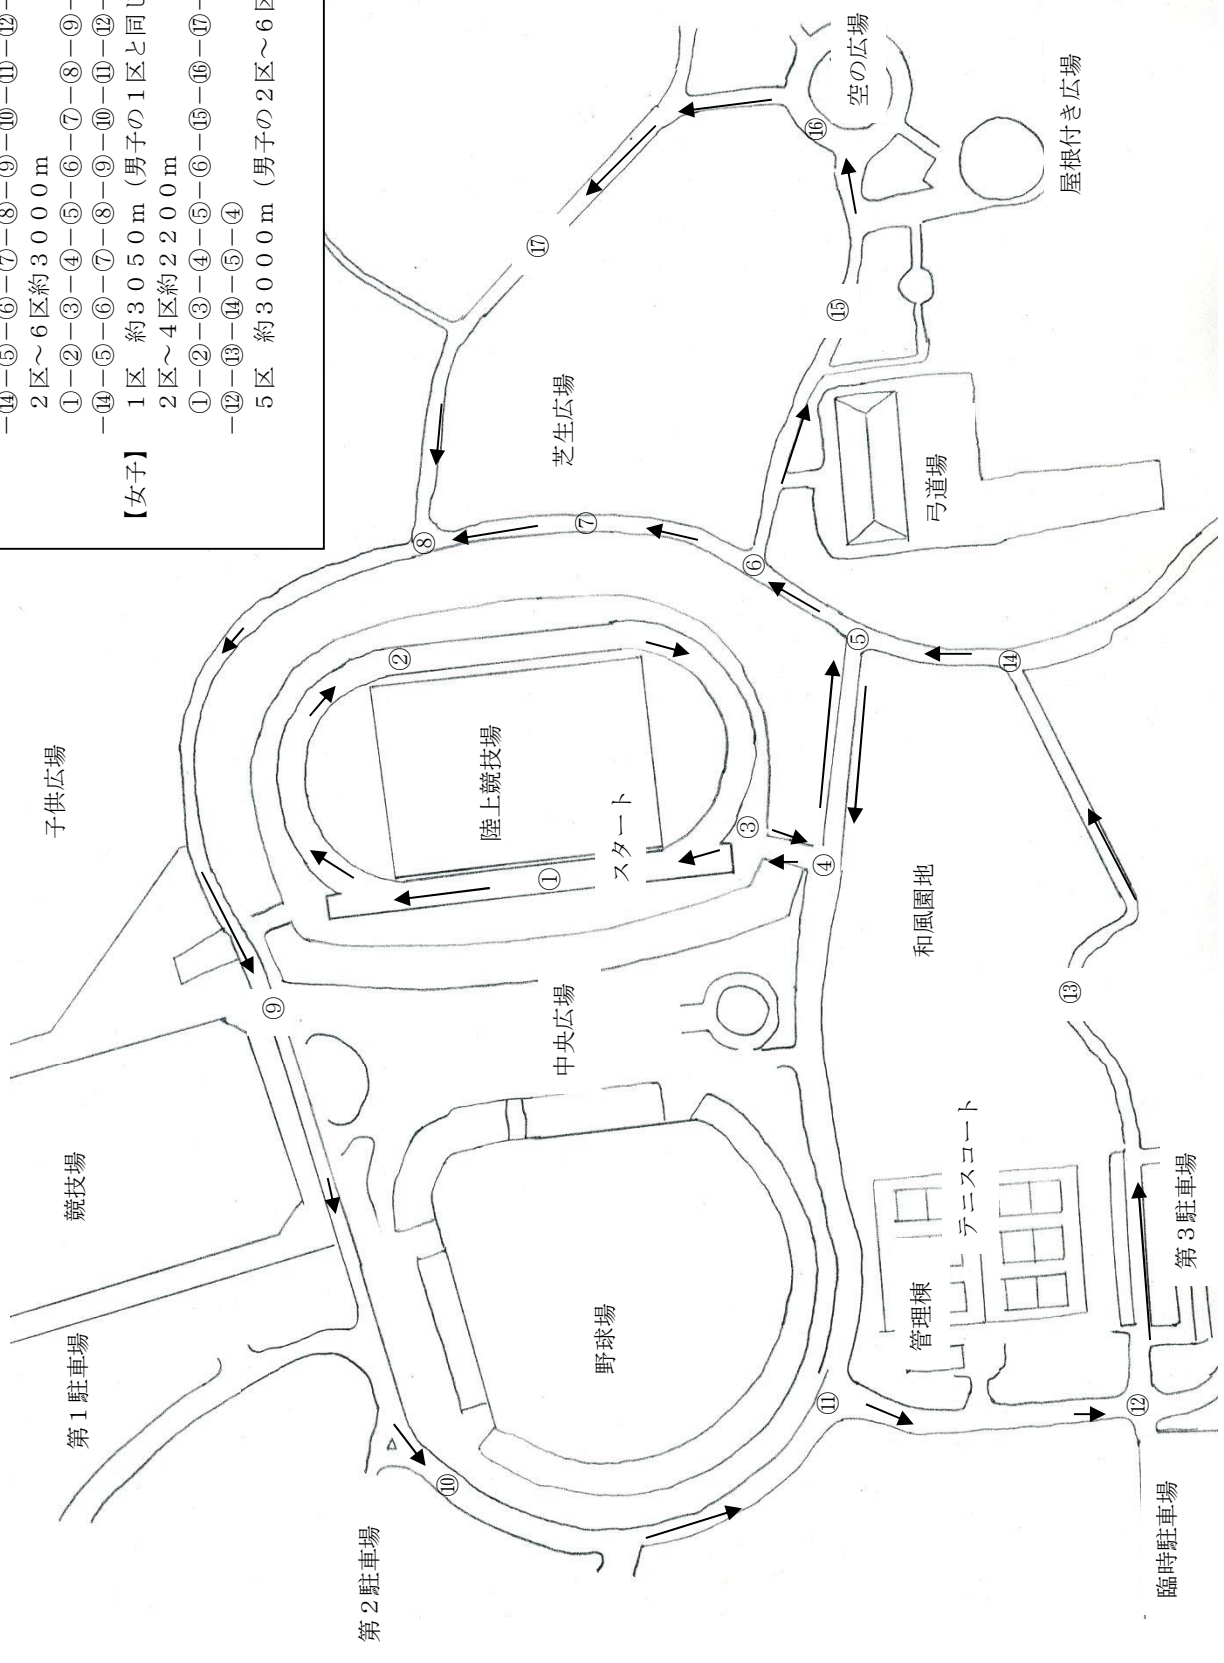 －⑭－⑤－⑥－⑦－⑧－⑨－⑩－⑪－⑫－
２区～６区約３０００ｍ
①－②－③－④－⑤－⑥－⑦－⑧－⑨－
－⑭－⑤－⑥－⑦－⑧－⑨－⑩－⑪－⑫－
【女子】 １区　約３０５０ｍ（男子の１区と同じ
２区～４区約２２００ｍ
①－②－③－④－⑤－⑥－⑮－⑯－⑰－
－⑫－⑬－⑭－⑤－④
５区　約３０００ｍ（男子の２区～６区
子供広場
競技場
第１駐車場
⑨
第２駐車場
⑩
②
⑧
陸上競技場
①
スタート
中央広場
野球場
芝生広場
⑦
⑰
③
④
⑤
⑥
⑮
⑯
空の広場
屋根付き広場
弓道場
⑪
和風園地
管理棟
テニスコート
⑭
⑬
⑫
第３駐車場
臨時駐車場